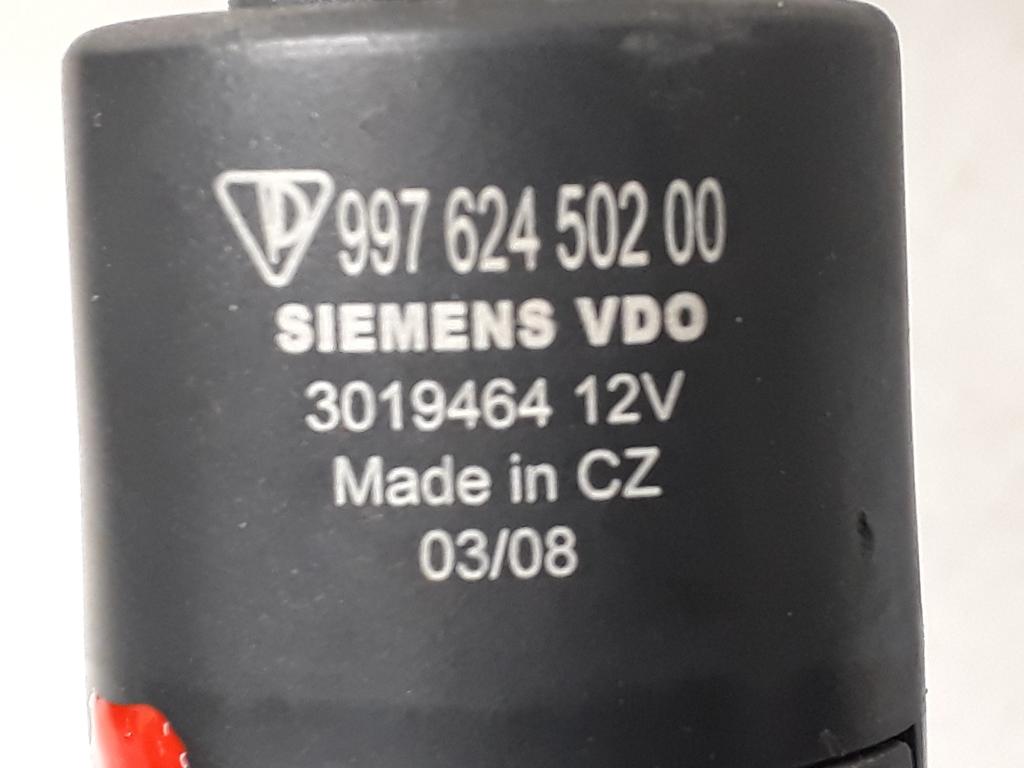 997 624 502 00
SIEMENS VDO
3019464 12V
Made in CZ
03/08